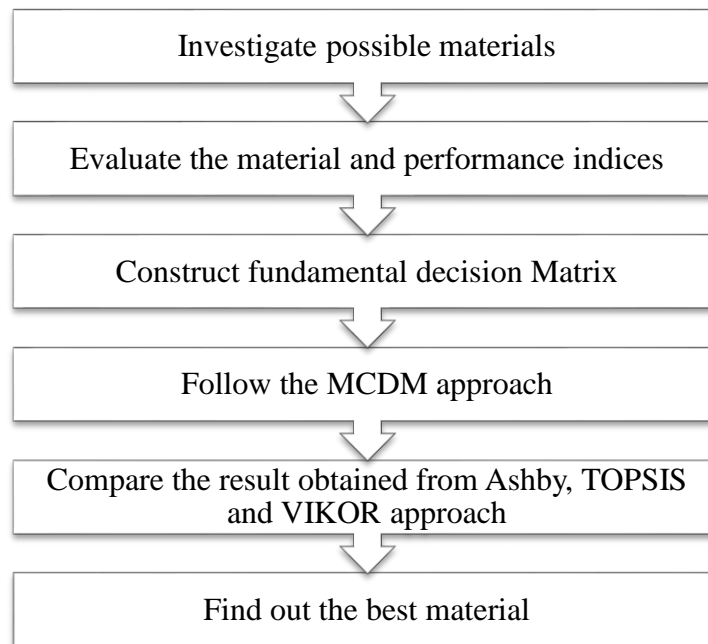 Investigate possible materials
Evaluate the material and performance indices
Construct fundamental decision Matrix
Follow the MCDM approach
Compare the result obtained from Ashby, TOPSIS
and VIKOR approach
Find out the best material